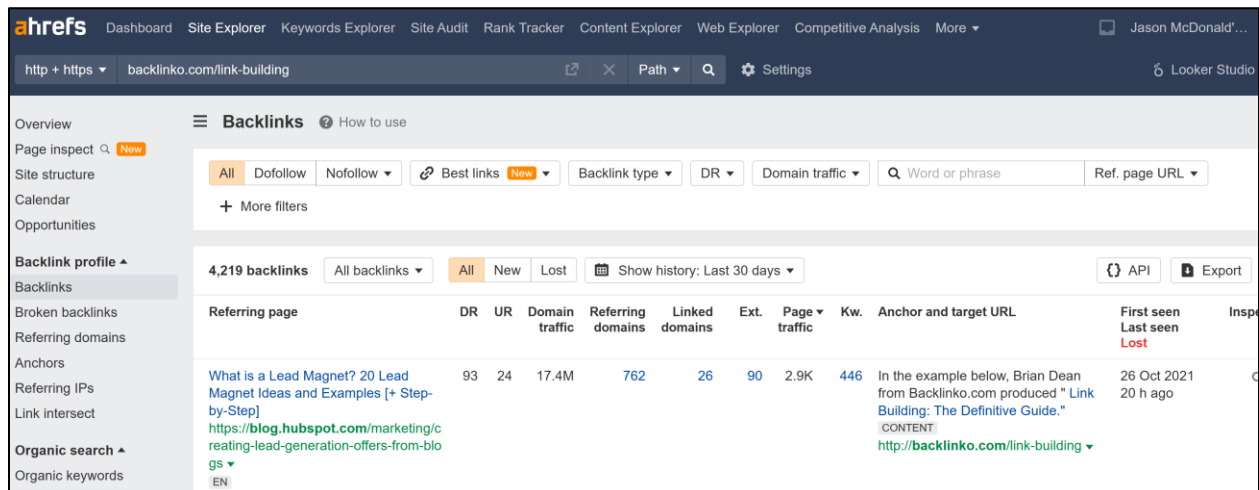 ahrefs Dashboard Site Explorer Keywords Explorer Site Audit Rank Tracker Content Explorer Web Explorer Competitive Analysis More Jason McDonald'...
http + https backlinko.com/link-building Path Settings Looker Studio
Overview
Page inspect New
Site structure
Calendar
Opportunities
Backlink profile
Backlinks
Broken backlinks
Referring domains
Anchors
Referring IPs
Link intersect
Organic search
Organic keywords
Backlinks ? How to use
All Dofollow Nofollow Best links New Backlink type DR Domain traffic Word or phrase Ref. page URL
+ More filters
4,219 backlinks All backlinks All New Lost Show history: Last 30 days {} API Export
Referring page DR UR Domain traffic Referring domains Linked domains Ext. Page traffic Kw. Anchor and target URL First seen Last seen Lost Inspe
What is a Lead Magnet? 20 Lead
Magnet Ideas and Examples [+ Step-
by-Step]
https://blog.hubspot.com/marketing/c
reating-lead-generation-offers-from-blo
gs
EN
93 24 17.4M 762 26 90 2.9K 446
In the example below, Brian Dean
from Backlinko.com produced " Link
Building: The Definitive Guide."
CONTENT
http://backlinko.com/link-building
26 Oct 2021
20 h ago